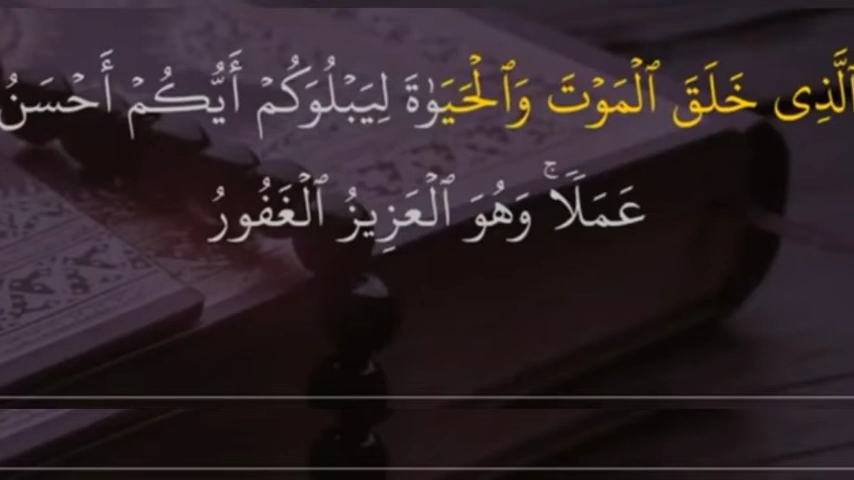 ٱلَّذِى خَلَقَ ٱلْمَوْتَ وَٱلْحَيَوٰةَ لِيَبْلُوَكُمْ أَيُّكُمْ أَحْسَنُ
عَمَلًا ۚ وَهُوَ ٱلْعَزِيزُ ٱلْغَفُورُ